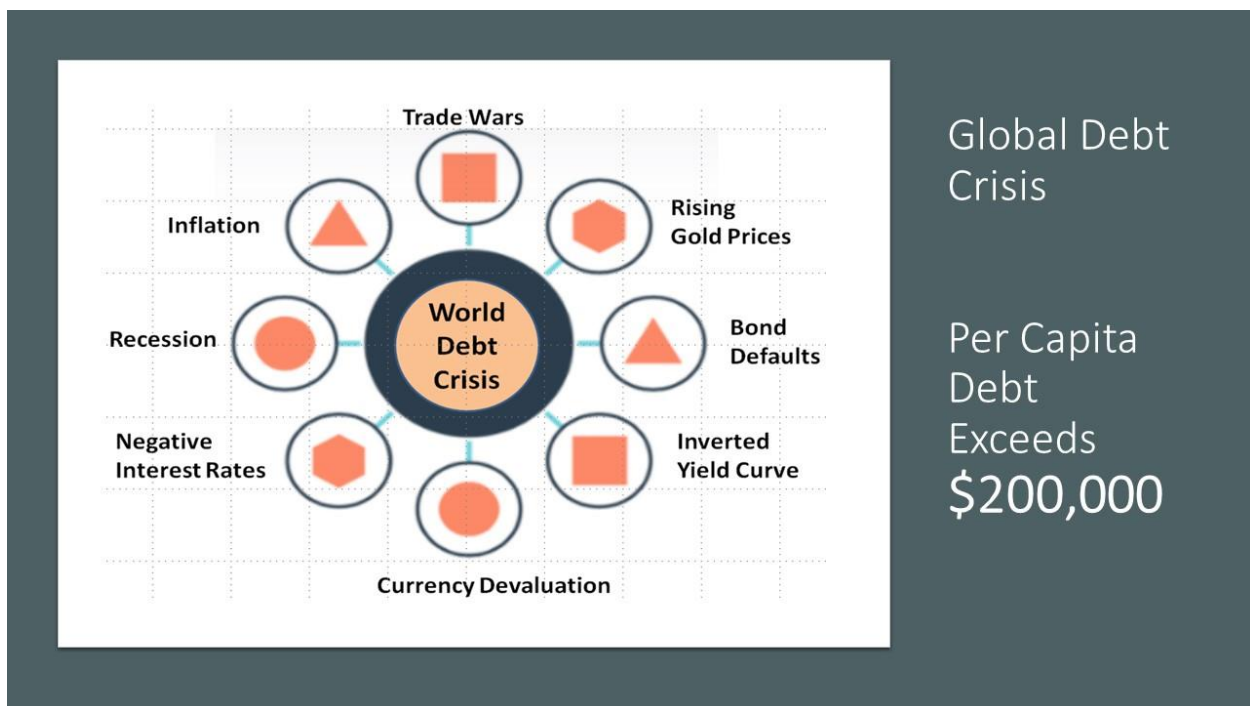 Trade Wars
Inflation
Rising
Gold Prices
Recession
World
Debt
Crisis
Bond
Defaults
Negative
Interest Rates
Inverted
Yield Curve
Currency Devaluation
Global Debt
Crisis
Per Capita
Debt
Exceeds
$200,000